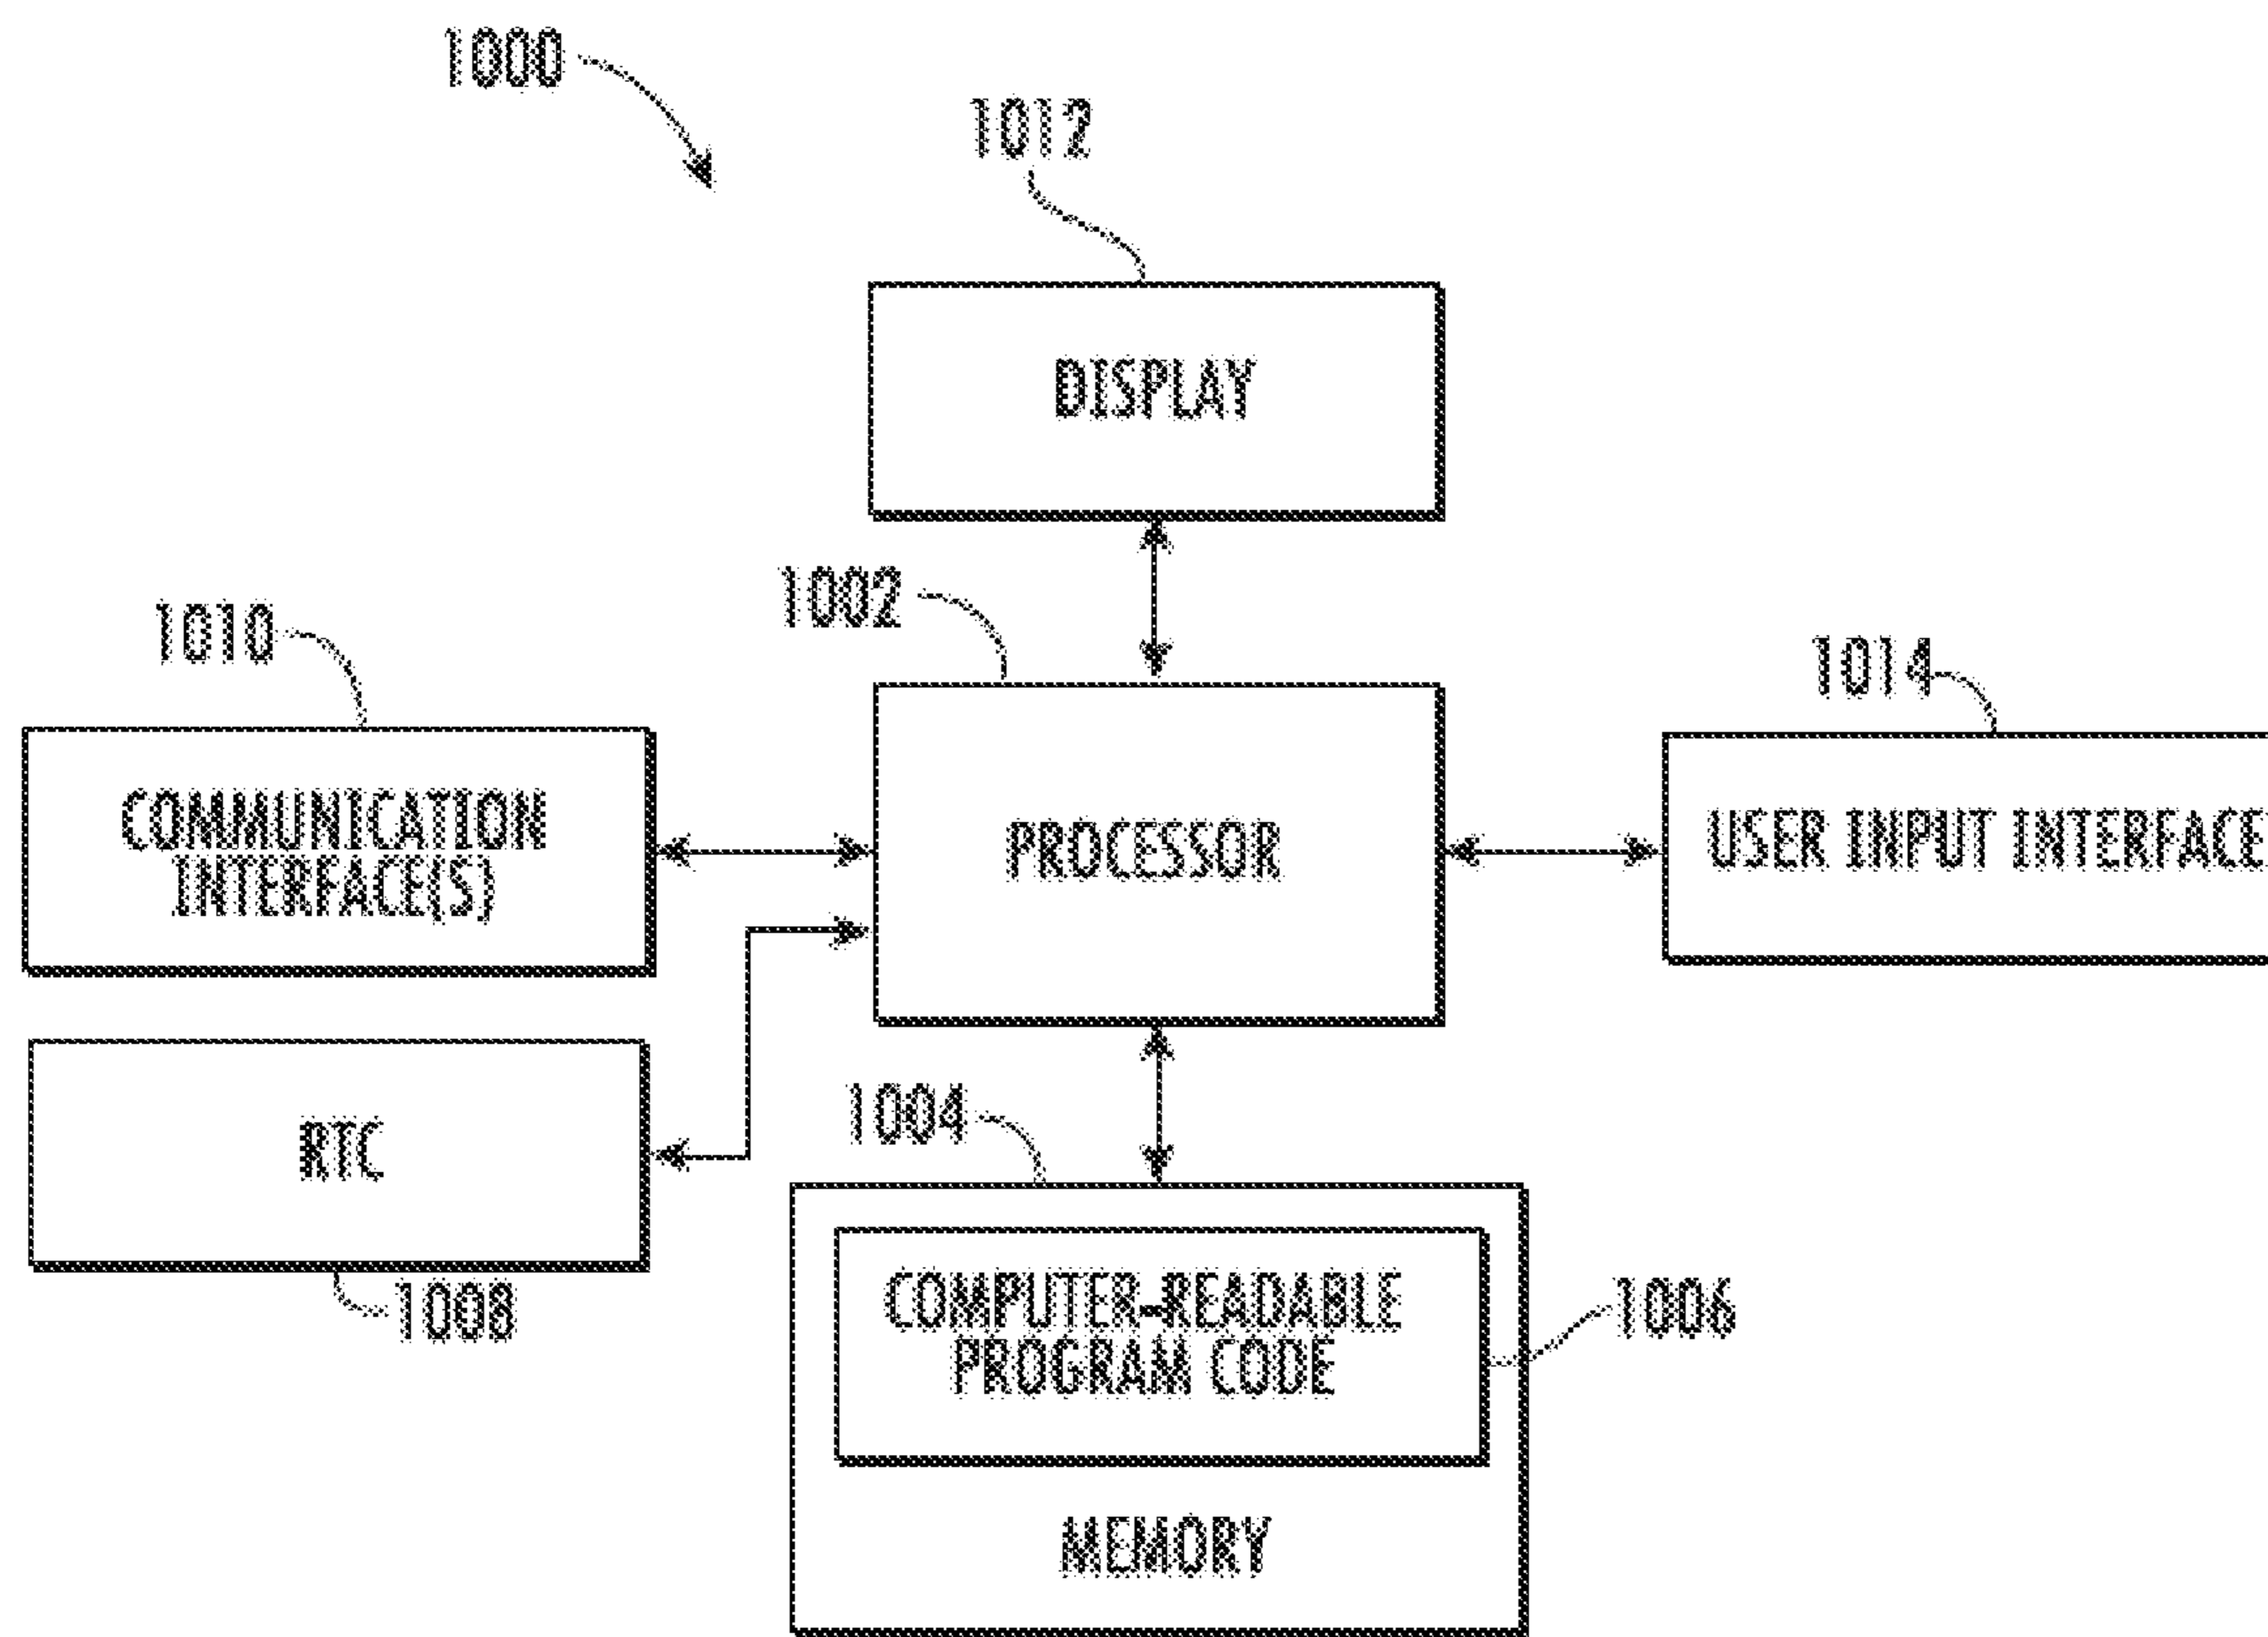 1000
1012
DISPLAY
1002
1010
1014
COMMUNICATION
INTERFACE(S)
PROCESSOR
USER INPUT INTERFACE
RTC
1004
1008
COMPUTER-READABLE
PROGRAM CODE
1006
MEMORY